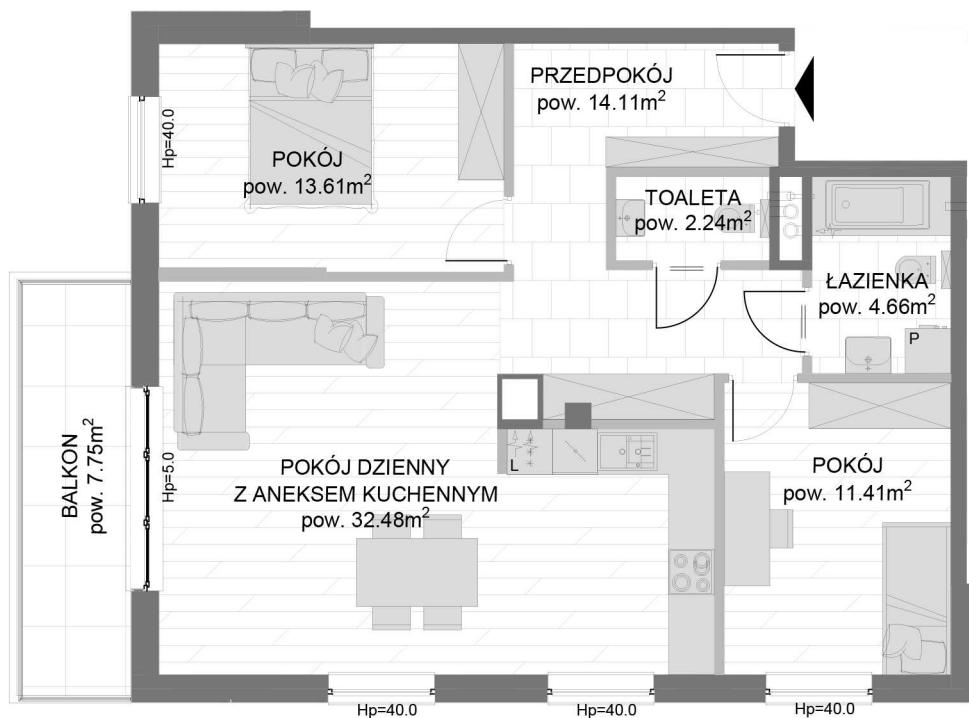 PRZEDPOKÓJ
pow. 14.11m²
Hp=40.0
POKÓJ
pow. 13.61m²
TOALETA
pow. 2.24m²
ŁAZIENKA
pow. 4.66m²
P
BALKON
pow. 7.75m²
Hp=5.0
POKÓJ DZIENNY
Z ANEKSEM KUCHENNYM
pow. 32.48m²
L
POKÓJ
pow. 11.41m²
Hp=40.0
Hp=40.0
Hp=40.0